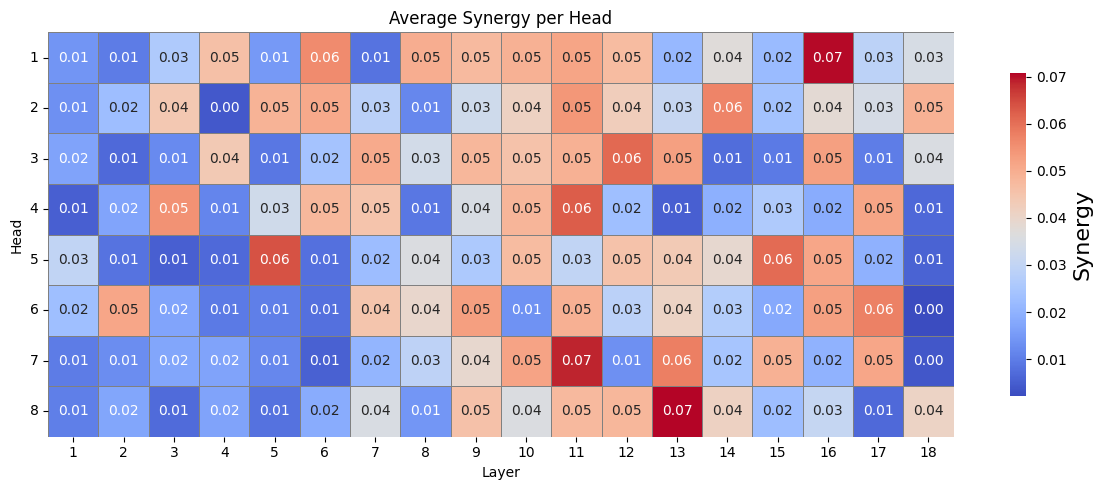 Average Synergy per Head
1 0.01 0.01 0.03 0.05 0.01 0.06 0.01 0.05 0.05 0.05 0.05 0.05 0.02 0.04 0.02 0.07 0.03 0.03
2 0.01 0.02 0.04 0.00 0.05 0.05 0.03 0.01 0.03 0.04 0.05 0.04 0.03 0.06 0.02 0.04 0.03 0.05
3 0.02 0.01 0.01 0.04 0.01 0.02 0.05 0.03 0.05 0.05 0.05 0.06 0.05 0.01 0.01 0.05 0.01 0.04
4 0.01 0.02 0.05 0.01 0.03 0.05 0.05 0.01 0.04 0.05 0.06 0.02 0.01 0.02 0.03 0.02 0.05 0.01
5 0.03 0.01 0.01 0.01 0.06 0.01 0.02 0.04 0.03 0.05 0.03 0.05 0.04 0.04 0.06 0.05 0.02 0.01
6 0.02 0.05 0.02 0.01 0.01 0.01 0.04 0.04 0.05 0.01 0.05 0.03 0.04 0.03 0.02 0.05 0.06 0.00
7 0.01 0.01 0.02 0.02 0.01 0.01 0.02 0.03 0.04 0.05 0.07 0.01 0.06 0.02 0.05 0.02 0.05 0.00
8 0.01 0.02 0.01 0.02 0.01 0.02 0.04 0.01 0.05 0.04 0.05 0.05 0.07 0.04 0.02 0.03 0.01 0.04
1 2 3 4 5 6 7 8 9 10 11 12 13 14 15 16 17 18
Layer
Head
0.07
0.06
0.05
0.04
0.03
0.02
0.01
Synergy